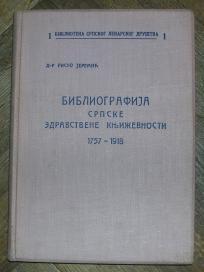 1 БИБЛИОТЕКА СРПСКОГ ЛЕКАРСКОГ ДРУШТВА 1
Д-Р РИСТО ЈЕРЕМИЋ
БИБЛИОГРАФИЈА
СРПСКЕ
ЗДРАВСТВЕНЕ КЊИЖЕВНОСТИ
1757 – 1918